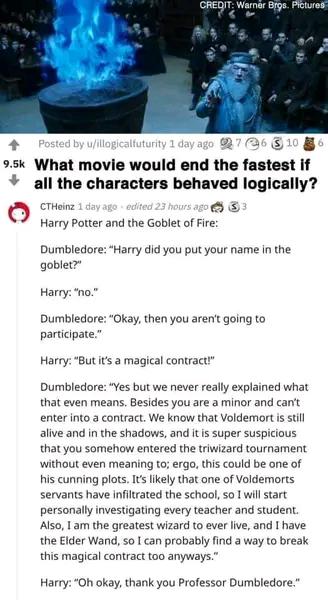 CREDIT: Warner Bros. Pictures
Posted by u/illogicalfuturity 1 day ago 7 6 S 10 6
9.5k What movie would end the fastest if
all the characters behaved logically?
CTHeinz 1 day ago · edited 23 hours ago S 3
Harry Potter and the Goblet of Fire:
Dumbledore: “Harry did you put your name in the
goblet?”
Harry: “no.”
Dumbledore: “Okay, then you aren’t going to
participate.”
Harry: “But it’s a magical contract!”
Dumbledore: “Yes but we never really explained what
that even means. Besides you are a minor and can’t
enter into a contract. We know that Voldemort is still
alive and in the shadows, and it is super suspicious
that you somehow entered the triwizard tournament
without even meaning to; ergo, this could be one of
his cunning plots. It’s likely that one of Voldemorts
servants have infiltrated the school, so I will start
personally investigating every teacher and student.
Also, I am the greatest wizard to ever live, and I have
the Elder Wand, so I can probably find a way to break
this magical contract too anyways.”
Harry: “Oh okay, thank you Professor Dumbledore.”